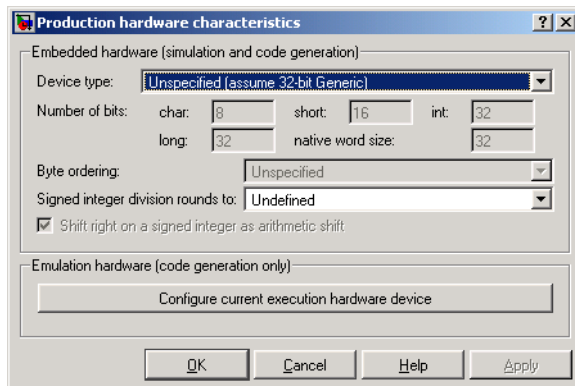 Production hardware characteristics
Embedded hardware (simulation and code generation)
Device type: Unspecified (assume 32-bit Generic)
Number of bits: char: 8 short: 16 int: 32
long: 32 native word size: 32
Byte ordering: Unspecified
Signed integer division rounds to: Undefined
Shift right on a signed integer as arithmetic shift
Emulation hardware (code generation only)
Configure current execution hardware device
OK Cancel Help Apply